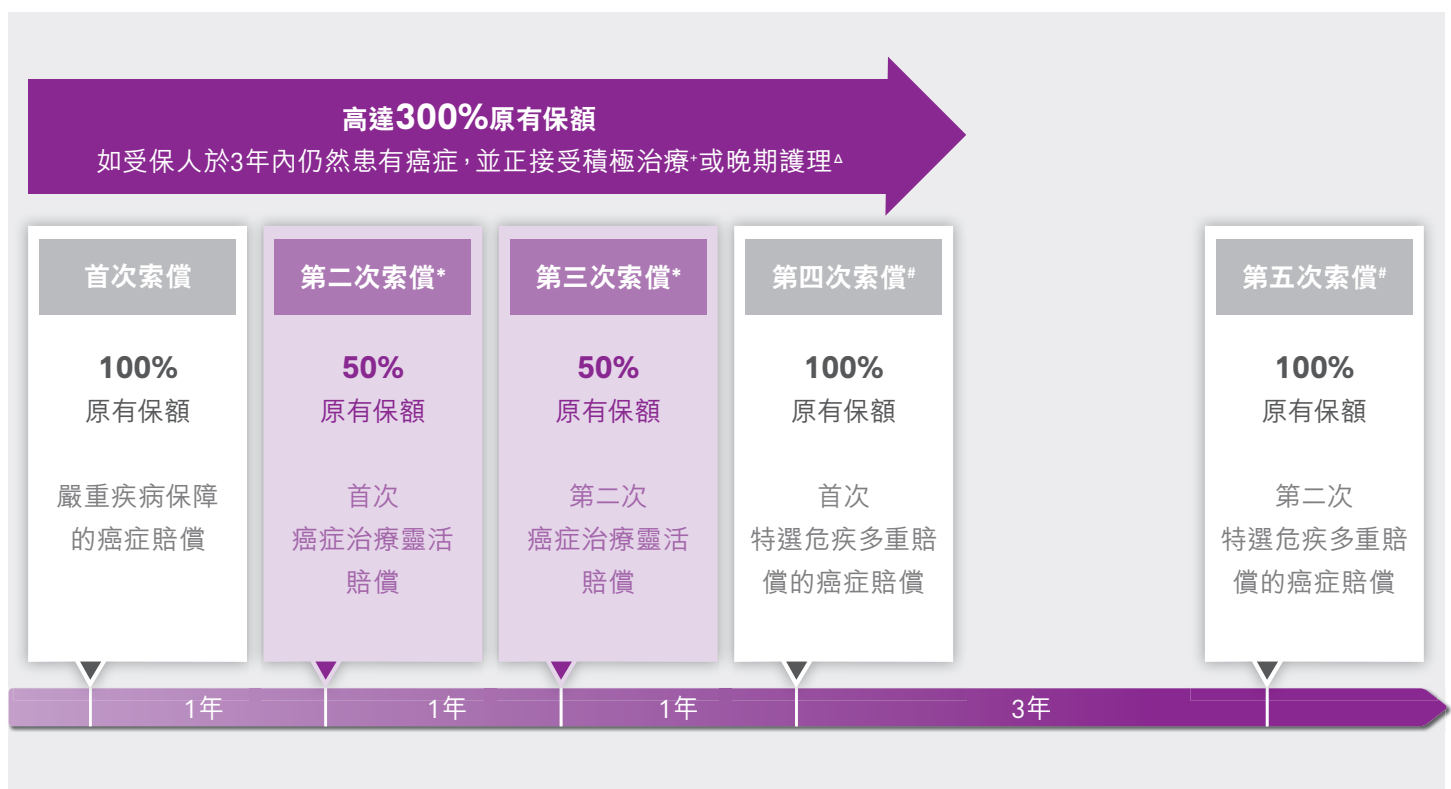 高達300%原有保額
如受保人於3年內仍然患有癌症，並正接受積極治療+或晚期護理△
首次索償
100%
原有保額
嚴重疾病保障
的癌症賠償
第二次索償*
50%
原有保額
首次
癌症治療靈活
賠償
第三次索償*
50%
原有保額
第二次
癌症治療靈活
賠償
第四次索償#
100%
原有保額
首次
特選危疾多重賠
償的癌症賠償
第五次索償#
100%
原有保額
第二次
特選危疾多重賠
償的癌症賠償
1年
1年
1年
3年